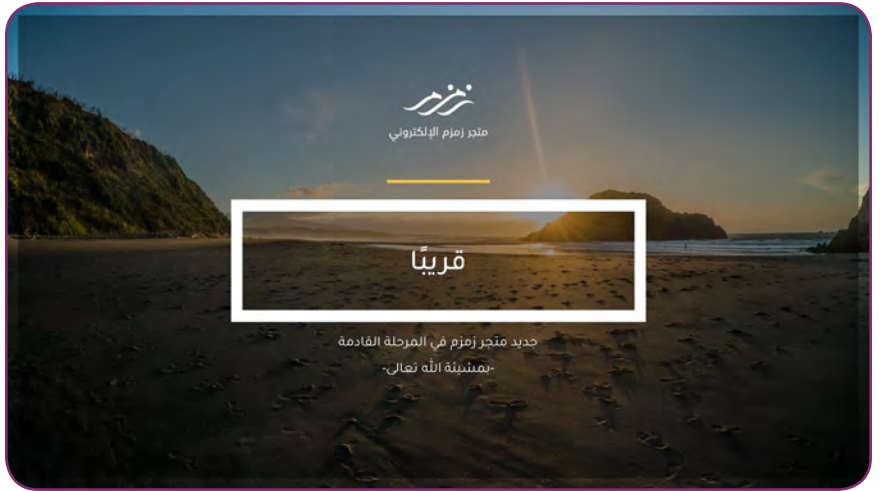 زمزم
متجر زمزم الإلكتروني
قريبًا
جديد متجر زمزم في المرحلة القادمة
-بمشيئة الله تعالى-